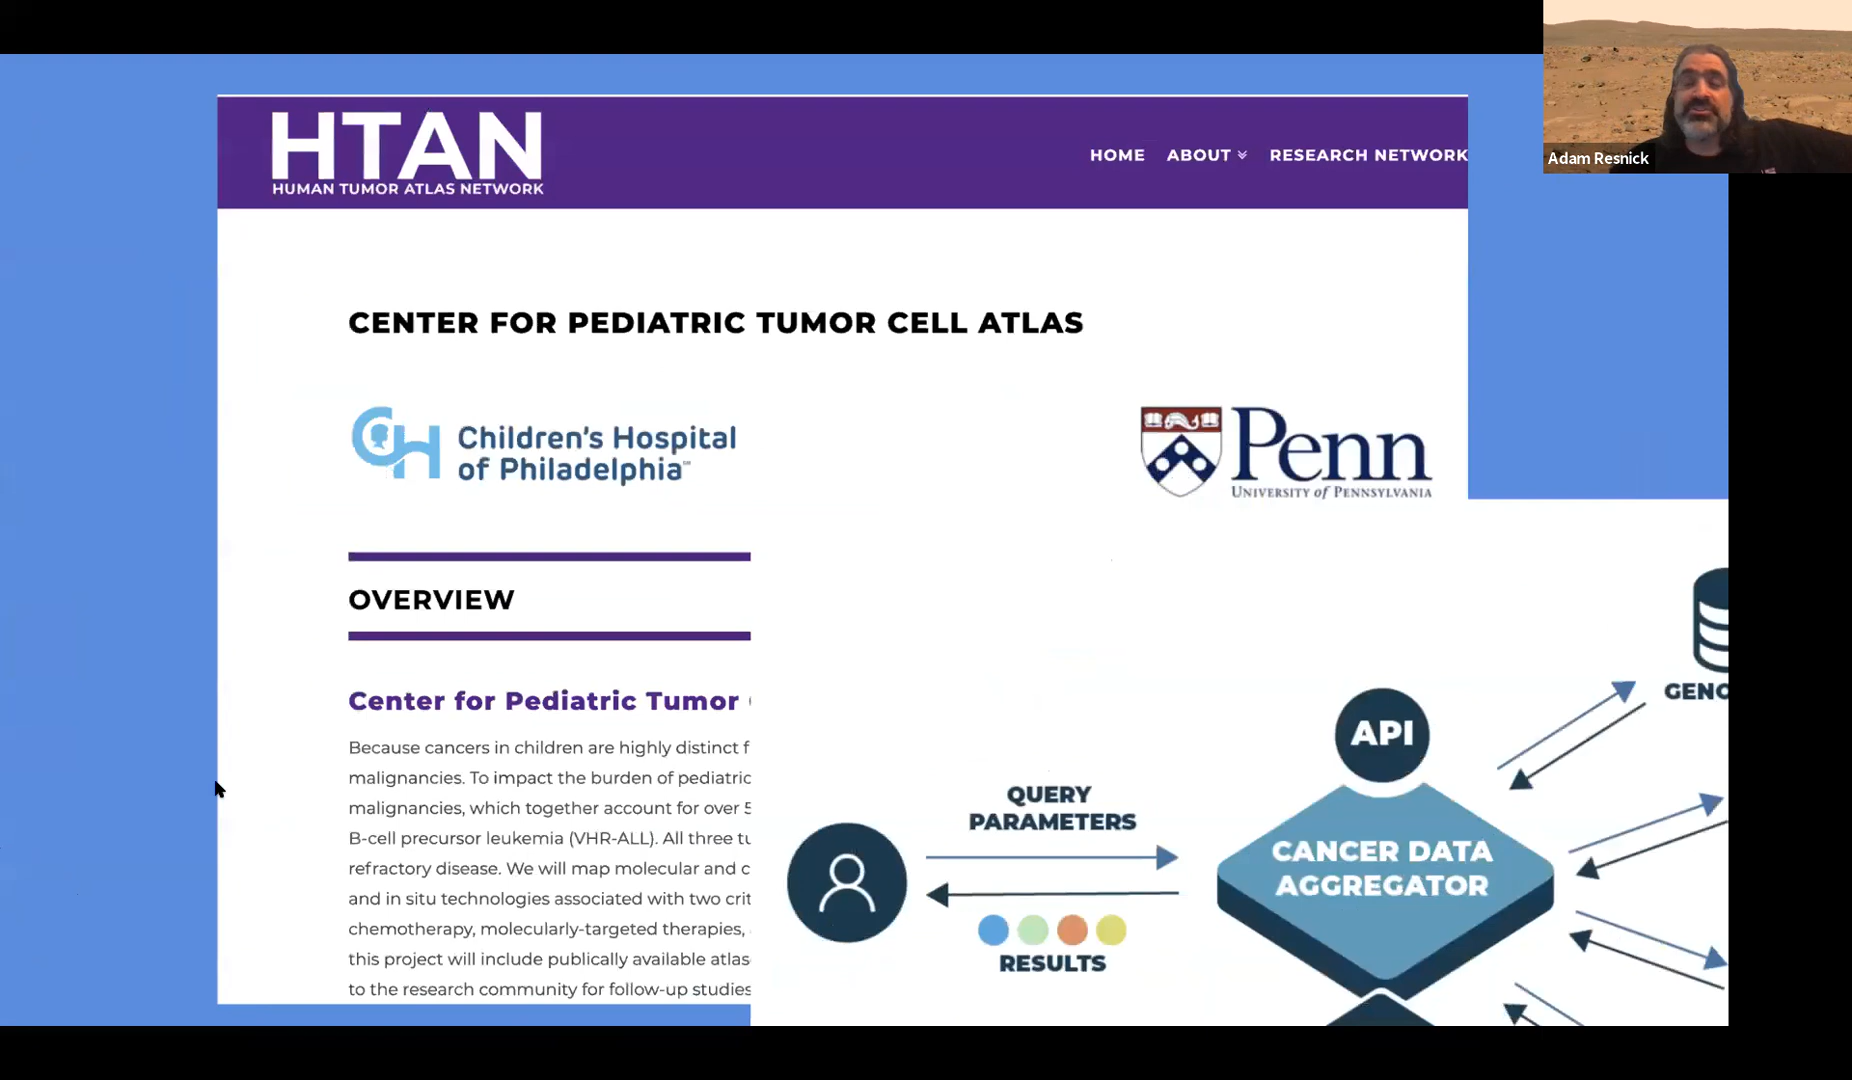 HTAN
HUMAN TUMOR ATLAS NETWORK
HOME ABOUT RESEARCH NETWORK
Adam Resnick
CENTER FOR PEDIATRIC TUMOR CELL ATLAS
CH Children's Hospital
of Philadelphia℠
Penn
UNIVERSITY of PENNSYLVANIA
OVERVIEW
Center for Pediatric Tumor
Because cancers in children are highly distinct f
malignancies. To impact the burden of pediatric
malignancies, which together account for over 5
B-cell precursor leukemia (VHR-ALL). All three tu
refractory disease. We will map molecular and c
and in situ technologies associated with two crit
chemotherapy, molecularly-targeted therapies,
this project will include publically available atlas
to the research community for follow-up studies
QUERY
PARAMETERS
RESULTS
API
CANCER DATA
AGGREGATOR
GENO